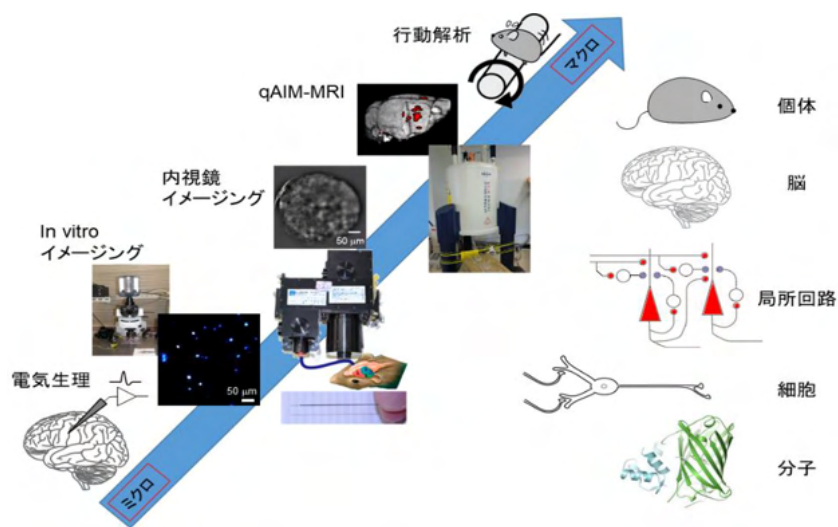 行動解析
マクロ
qAIM-MRI
個体
内視鏡
イメージング
脳
50 μm
In vitro
イメージング
局所回路
50 μm
電気生理
細胞
ミクロ
分子